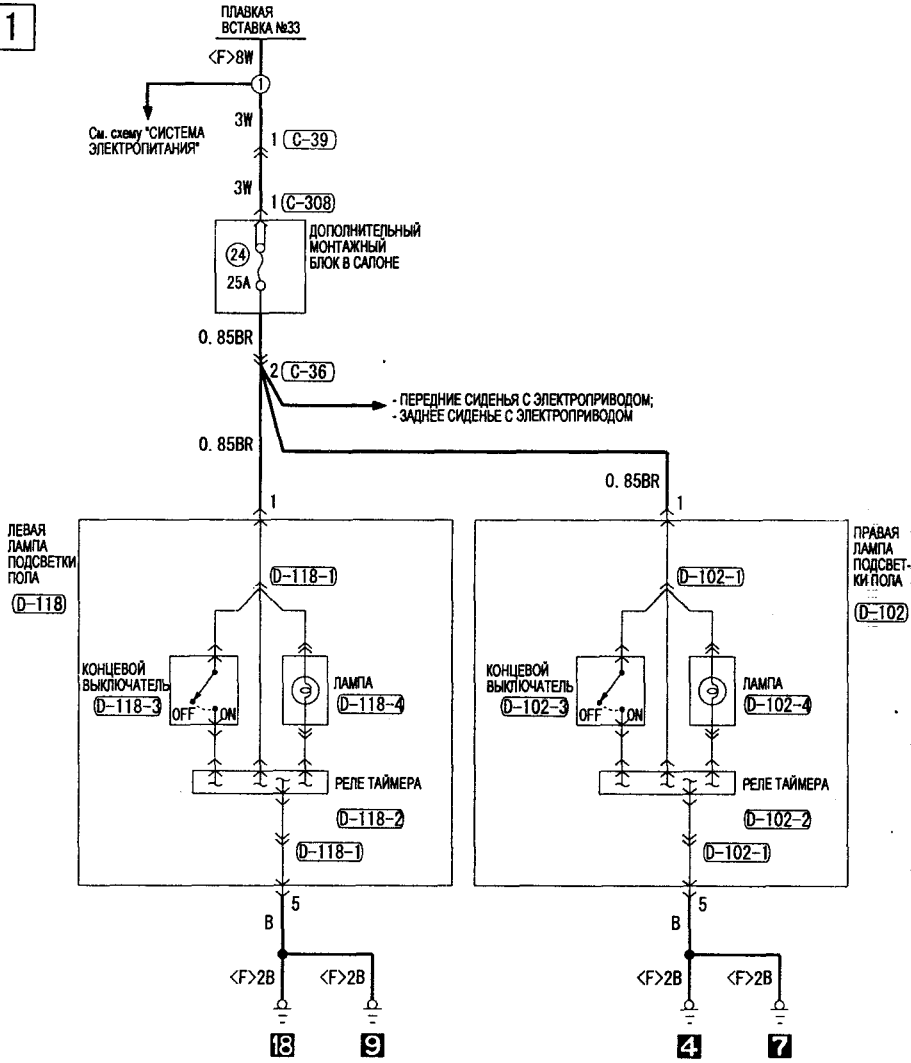 1
ПЛАВКАЯ
ВСТАВКА №33
<F>8W
1
См. схему "СИСТЕМА
ЭЛЕКТРОПИТАНИЯ"
3W
1 C-39
3W
1 C-308
24
25A
ДОПОЛНИТЕЛЬНЫЙ
МОНТАЖНЫЙ
БЛОК В САЛОНЕ
0.85BR
2 C-36
- ПЕРЕДНИЕ СИДЕНЬЯ С ЭЛЕКТРОПРИВОДОМ;
- ЗАДНЕЕ СИДЕНЬЕ С ЭЛЕКТРОПРИВОДОМ
0.85BR
0.85BR
1
1
ЛЕВАЯ
ЛАМПА
ПОДСВЕТКИ
ПОЛА
D-118
D-118-1
КОНЦЕВОЙ
ВЫКЛЮЧАТЕЛЬ
D-118-3
OFF ON
ЛАМПА
D-118-4
РЕЛЕ ТАЙМЕРА
D-118-2
D-118-1
5
B
<F>2B
<F>2B
18
9
ПРАВАЯ
ЛАМПА
ПОДСВЕТ-
КИ ПОЛА
D-102
D-102-1
КОНЦЕВОЙ
ВЫКЛЮЧАТЕЛЬ
D-102-3
OFF ON
ЛАМПА
D-102-4
РЕЛЕ ТАЙМЕРА
D-102-2
D-102-1
5
B
<F>2B
<F>2B
4
7